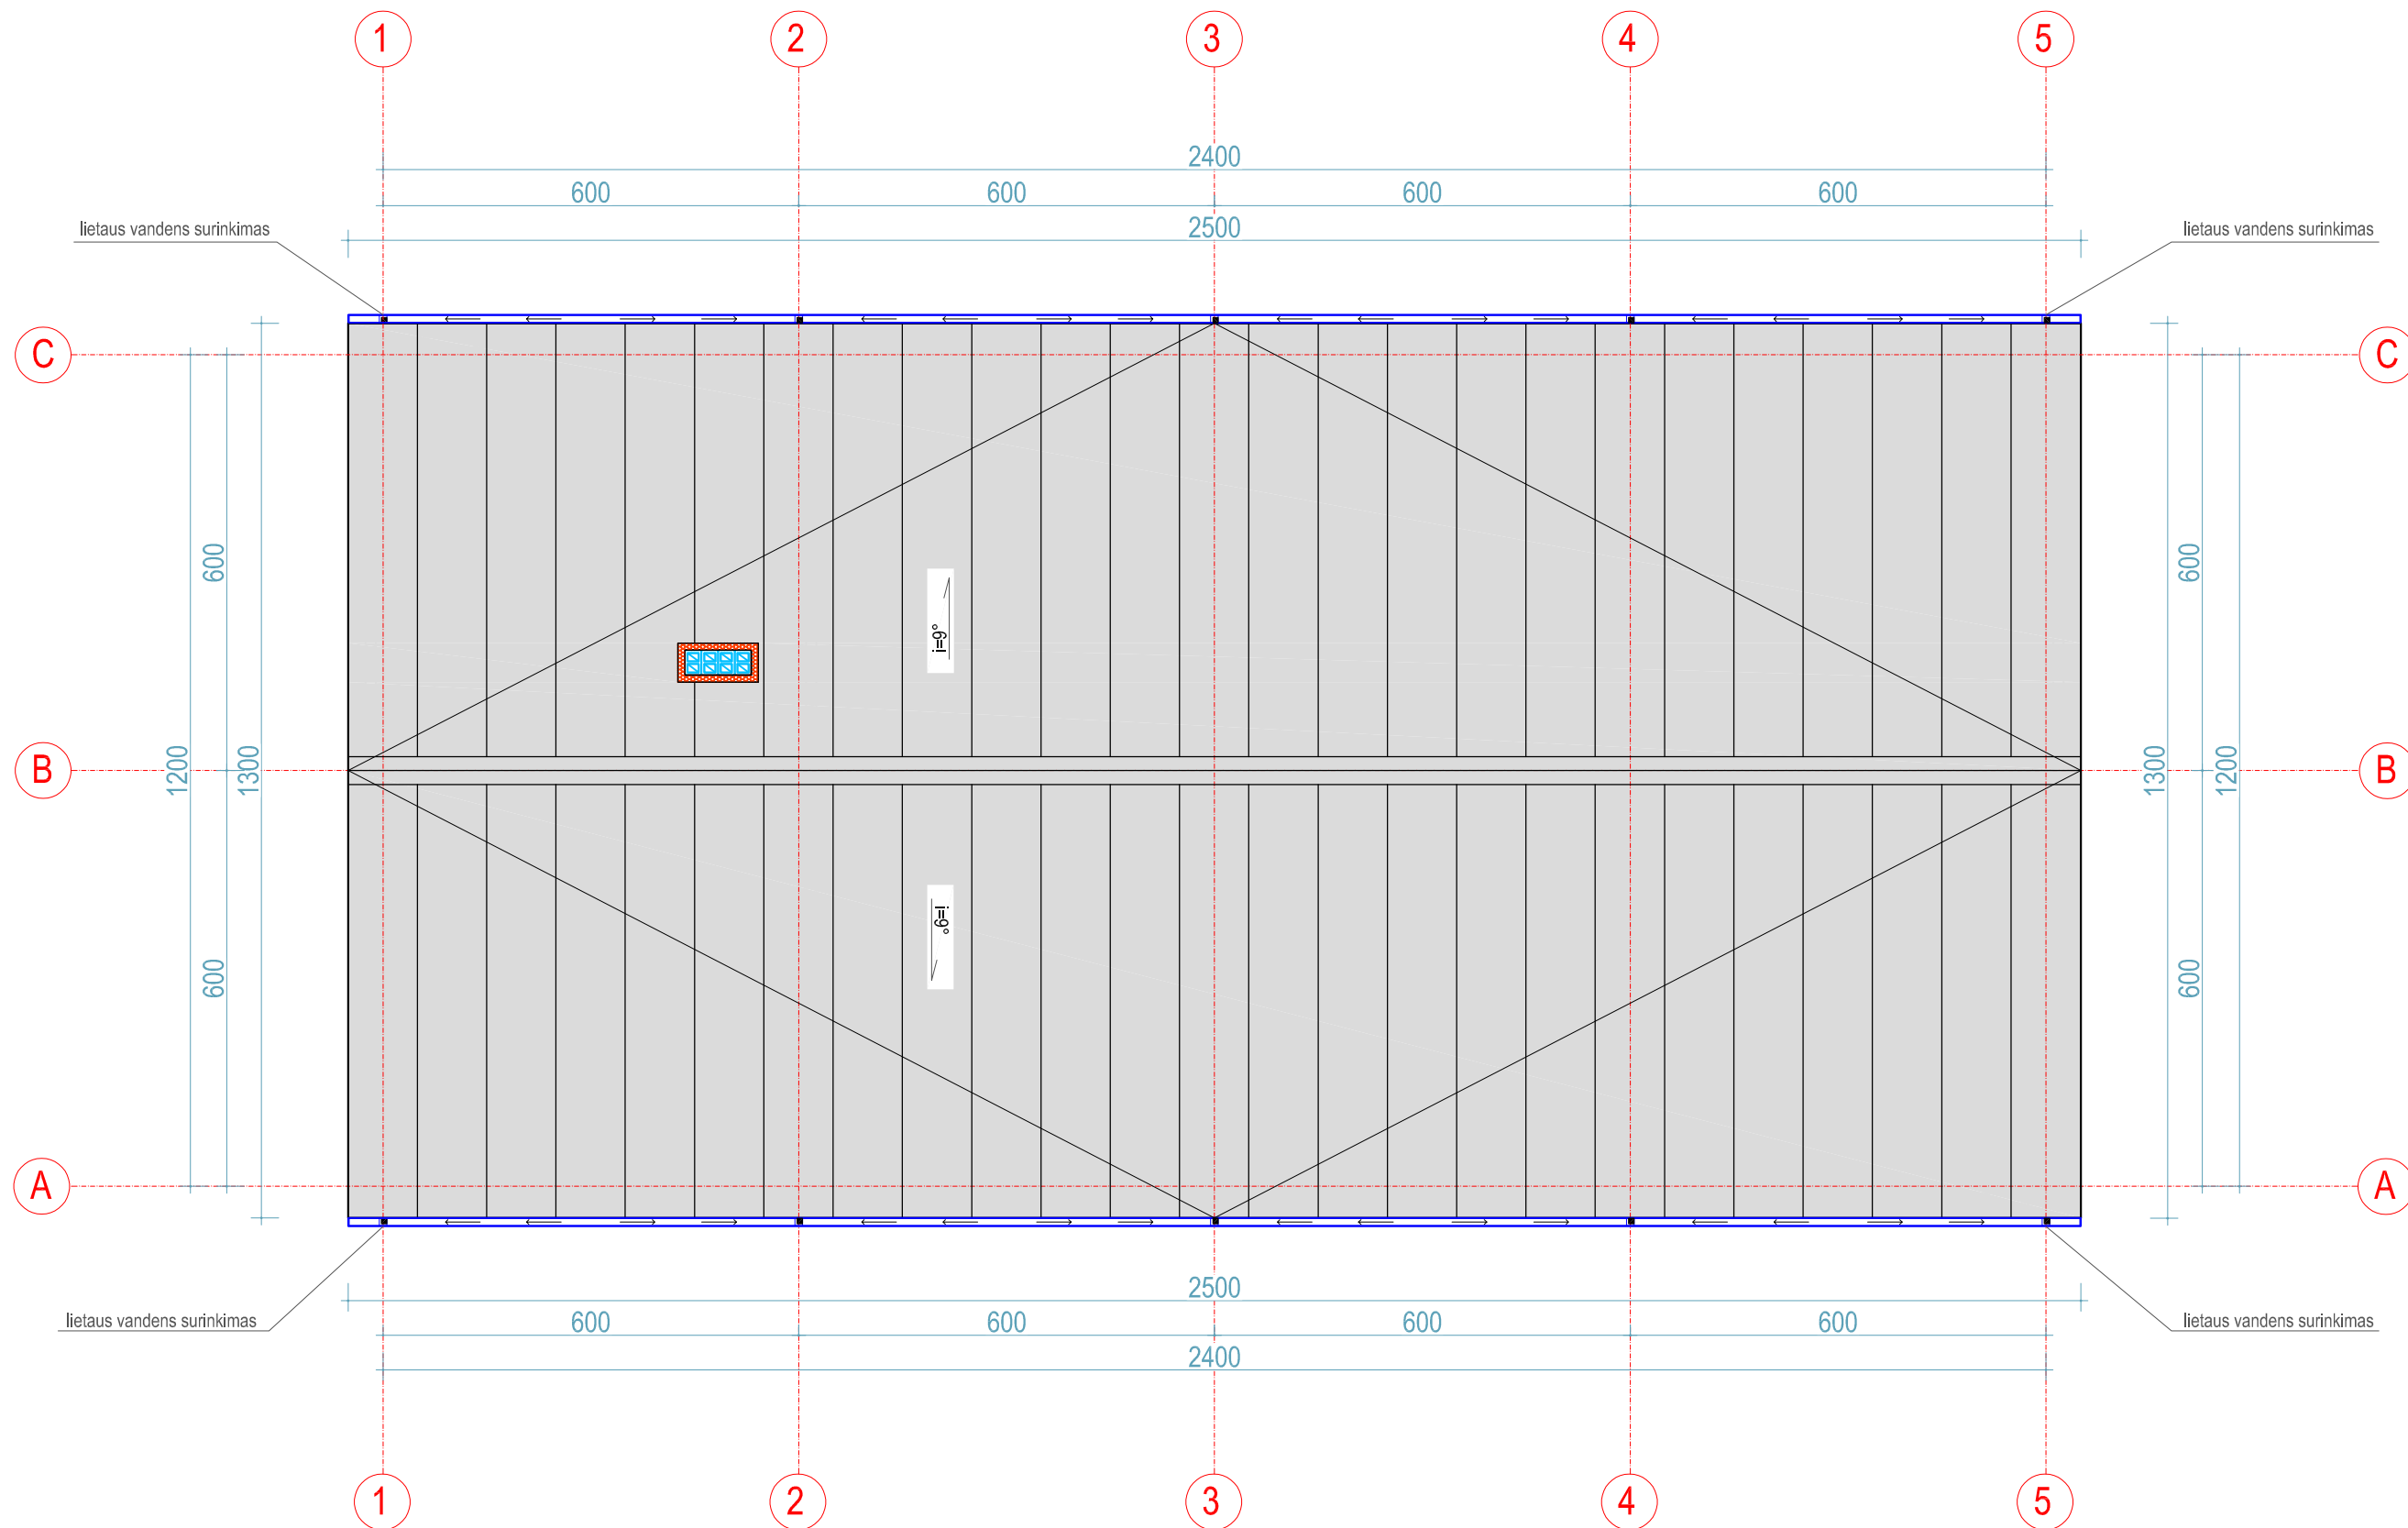 1 2 3 4 5
2400
600 600 600 600
2500
lietaus vandens surinkimas lietaus vandens surinkimas
C C
600 600
i=9°
B B
1200 1300 1300 1200
i=9°
600 600
A A
2500
lietaus vandens surinkimas lietaus vandens surinkimas
600 600 600 600
2400
1 2 3 4 5